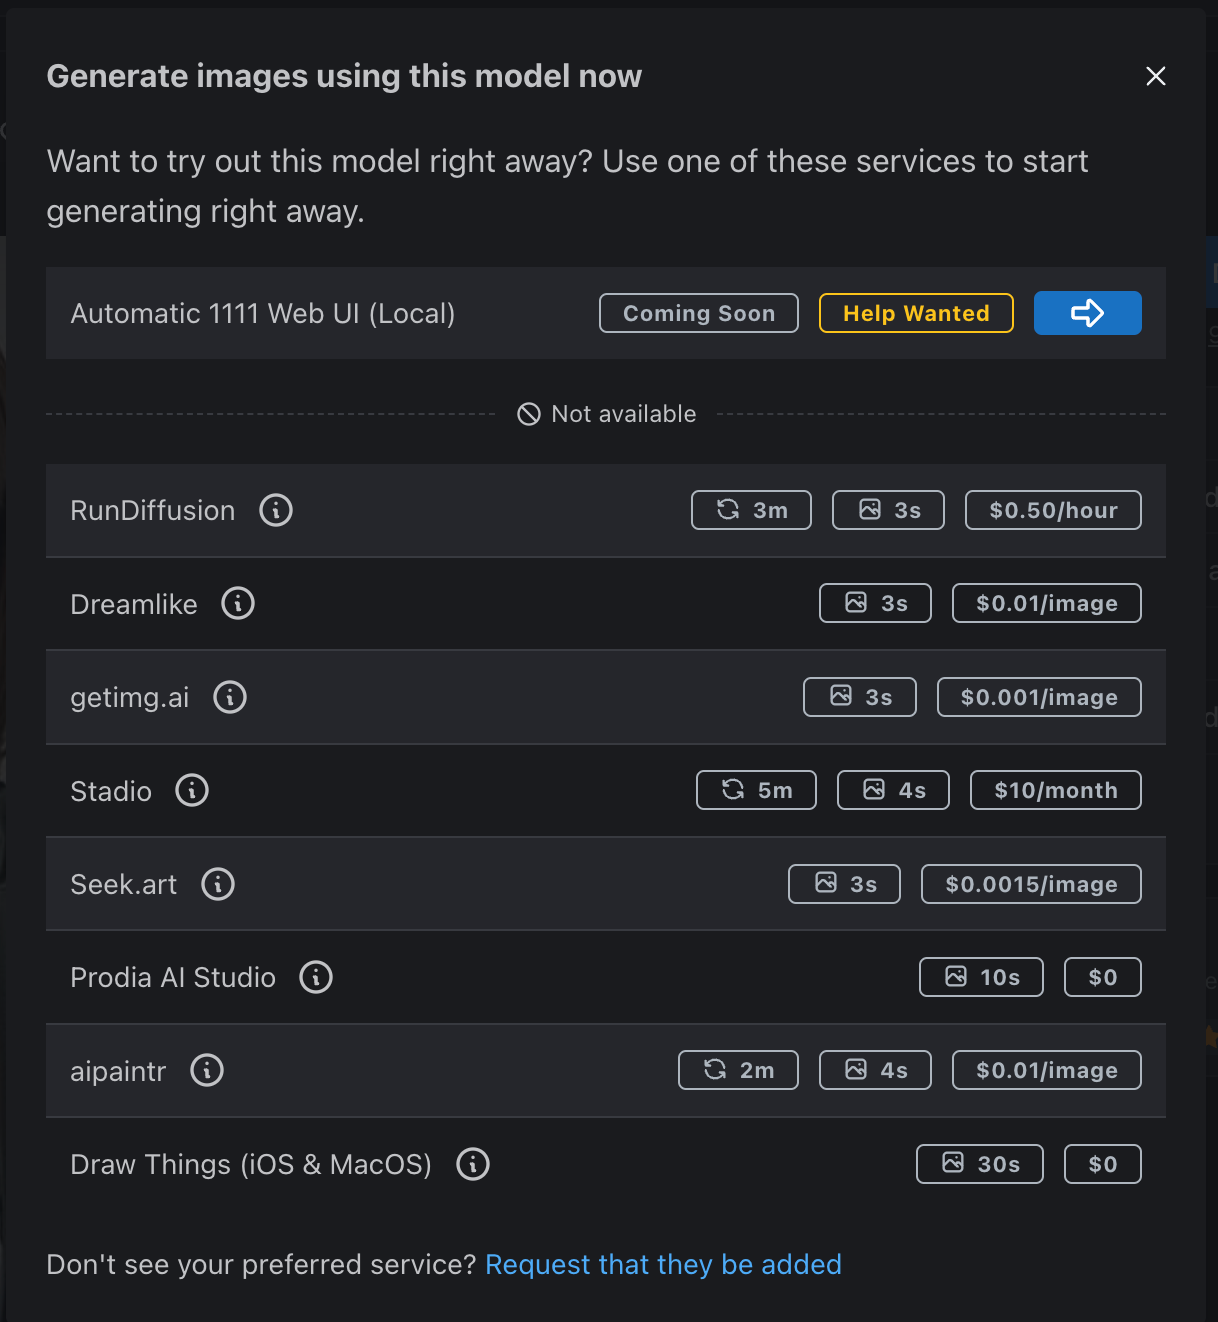 Generate images using this model now
Want to try out this model right away? Use one of these services to start
generating right away.
Automatic 1111 Web UI (Local) Coming Soon Help Wanted
Not available
RunDiffusion 3m 3s $0.50/hour
Dreamlike 3s $0.01/image
getimg.ai 3s $0.001/image
Stadio 5m 4s $10/month
Seek.art 3s $0.0015/image
Prodia AI Studio 10s $0
aipaintr 2m 4s $0.01/image
Draw Things (iOS & MacOS) 30s $0
Don't see your preferred service? Request that they be added